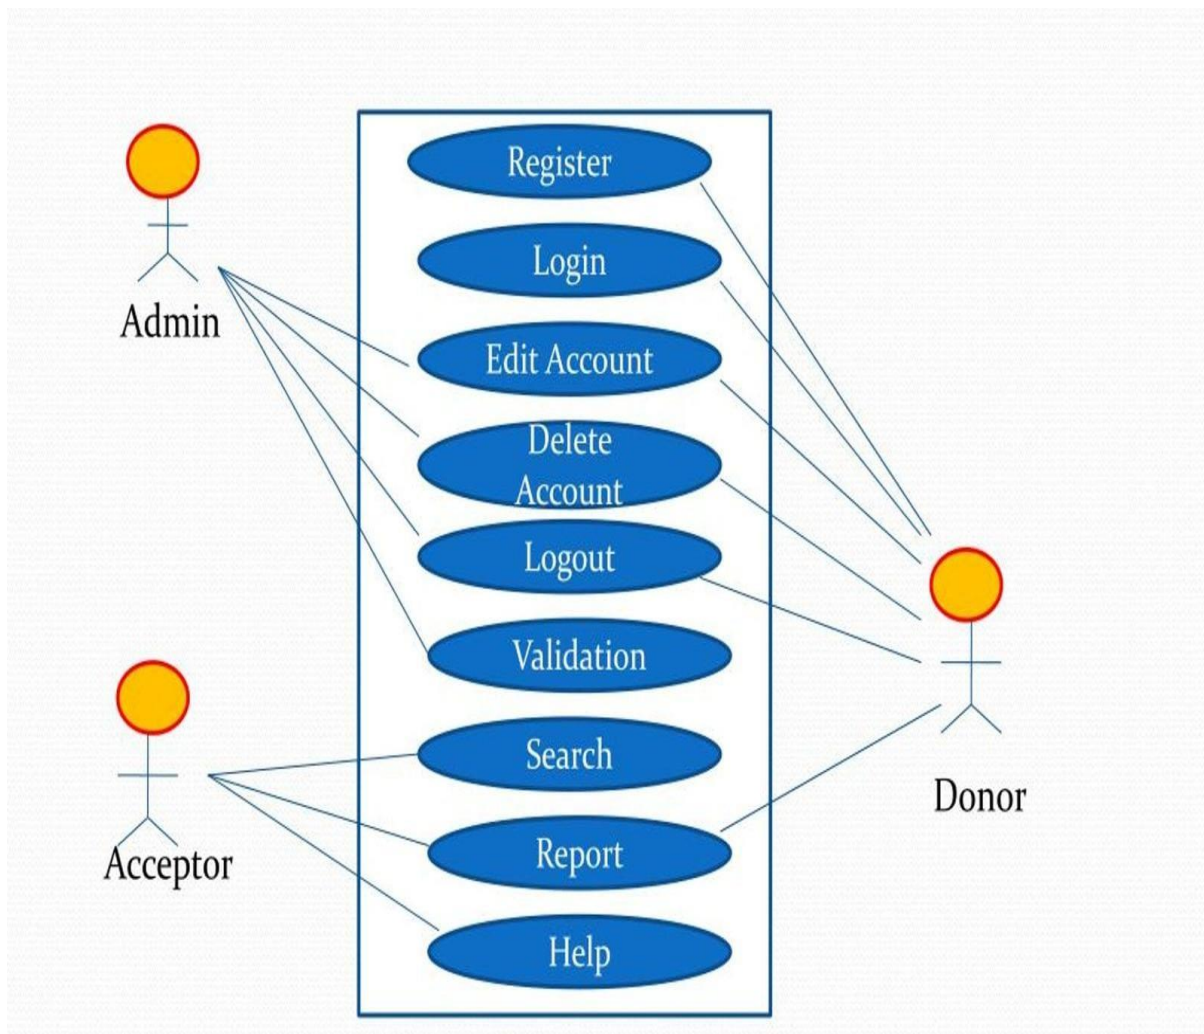 Register
Login
Admin
Edit Account
Delete
Account
Logout
Validation
Search
Donor
Report
Acceptor
Help